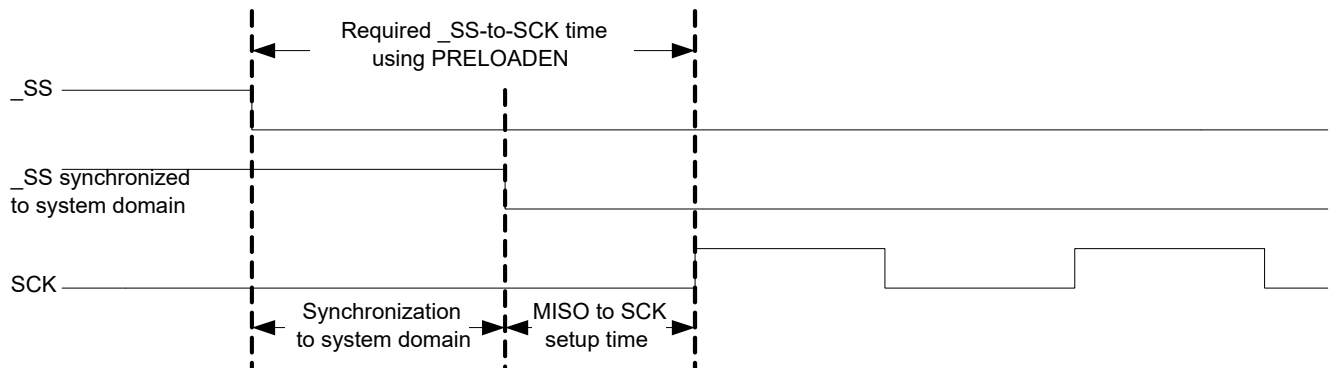 Required _SS-to-SCK time
using PRELOADEN
_SS
_SS synchronized
to system domain
SCK
Synchronization
to system domain
MISO to SCK
setup time